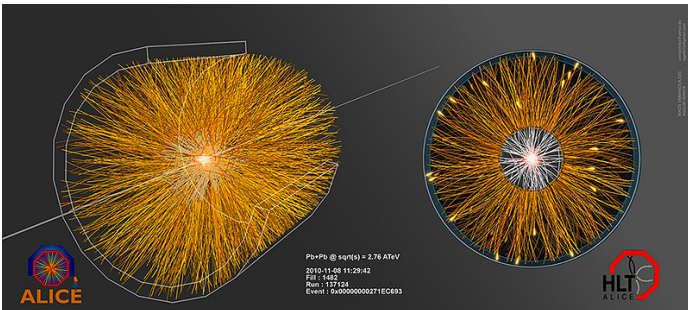 Pb+Pb @ sqrt(s) = 2.76 ATeV
2010-11-08 11:29:42
Fill : 1482
Run : 137124
Event : 0x00000000271EC693
ALICE
HLT
ALICE